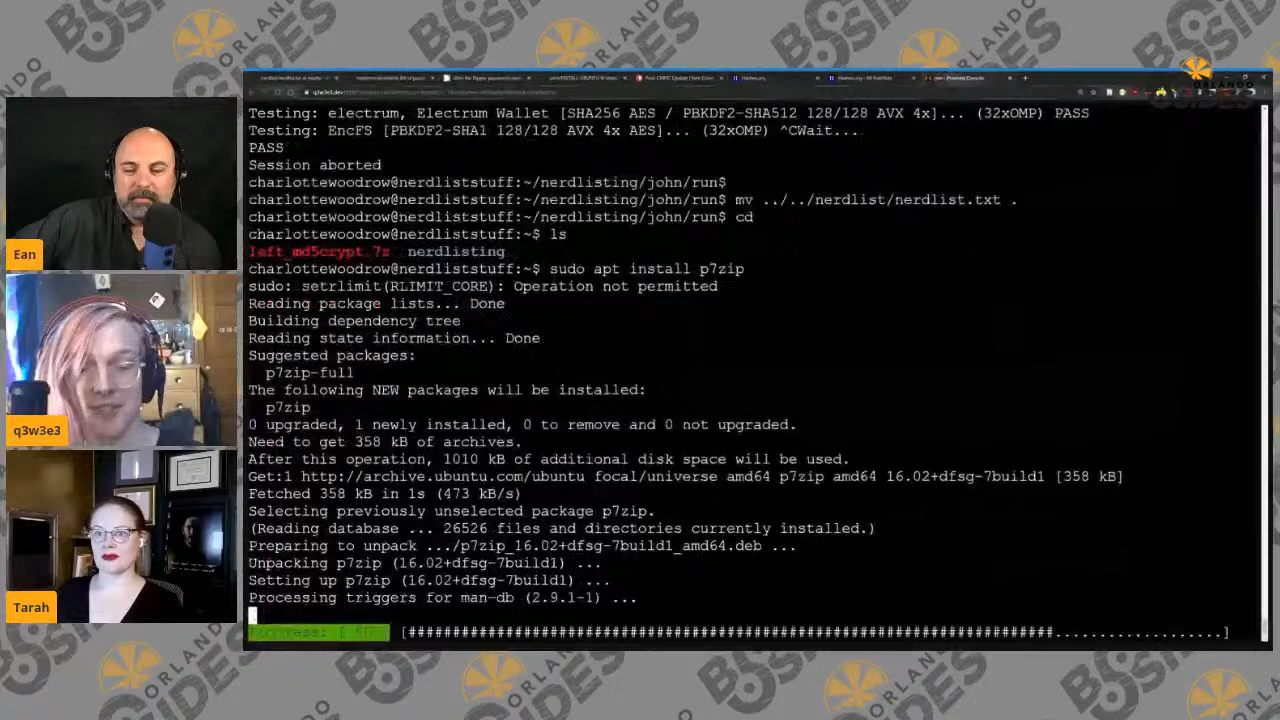 BSIDES ORLANDO
Ean
q3w3e3
Tarah
ORLANDO
Testing: electrum, Electrum Wallet [SHA256 AES / PBKDF2-SHA512 128/128 AVX 4x]... (32xOMP) PASS
Testing: EncFS [PBKDF2-SHA1 128/128 AVX 4x AES]... (32xOMP) ^CWait...
PASS
Session aborted
charlottewoodrow@nerdliststuff:~/nerdlisting/john/run$
charlottewoodrow@nerdliststuff:~/nerdlisting/john/run$ mv ../../nerdlist/nerdlist.txt .
charlottewoodrow@nerdliststuff:~/nerdlisting/john/run$ cd
charlottewoodrow@nerdliststuff:~$ ls
left_md5crypt.7z nerdlisting
charlottewoodrow@nerdliststuff:~$ sudo apt install p7zip
sudo: setrlimit(RLIMIT_CORE): Operation not permitted
Reading package lists... Done
Building dependency tree
Reading state information... Done
Suggested packages:
p7zip-full
The following NEW packages will be installed:
p7zip
0 upgraded, 1 newly installed, 0 to remove and 0 not upgraded.
Need to get 358 kB of archives.
After this operation, 1010 kB of additional disk space will be used.
Get:1 http://archive.ubuntu.com/ubuntu focal/universe amd64 p7zip amd64 16.02+dfsg-7build1 [358 kB]
Fetched 358 kB in 1s (473 kB/s)
Selecting previously unselected package p7zip.
(Reading database ... 26526 files and directories currently installed.)
Preparing to unpack .../p7zip_16.02+dfsg-7build1_amd64.deb ...
Unpacking p7zip (16.02+dfsg-7build1) ...
Setting up p7zip (16.02+dfsg-7build1) ...
Processing triggers for man-db (2.9.1-1) ...